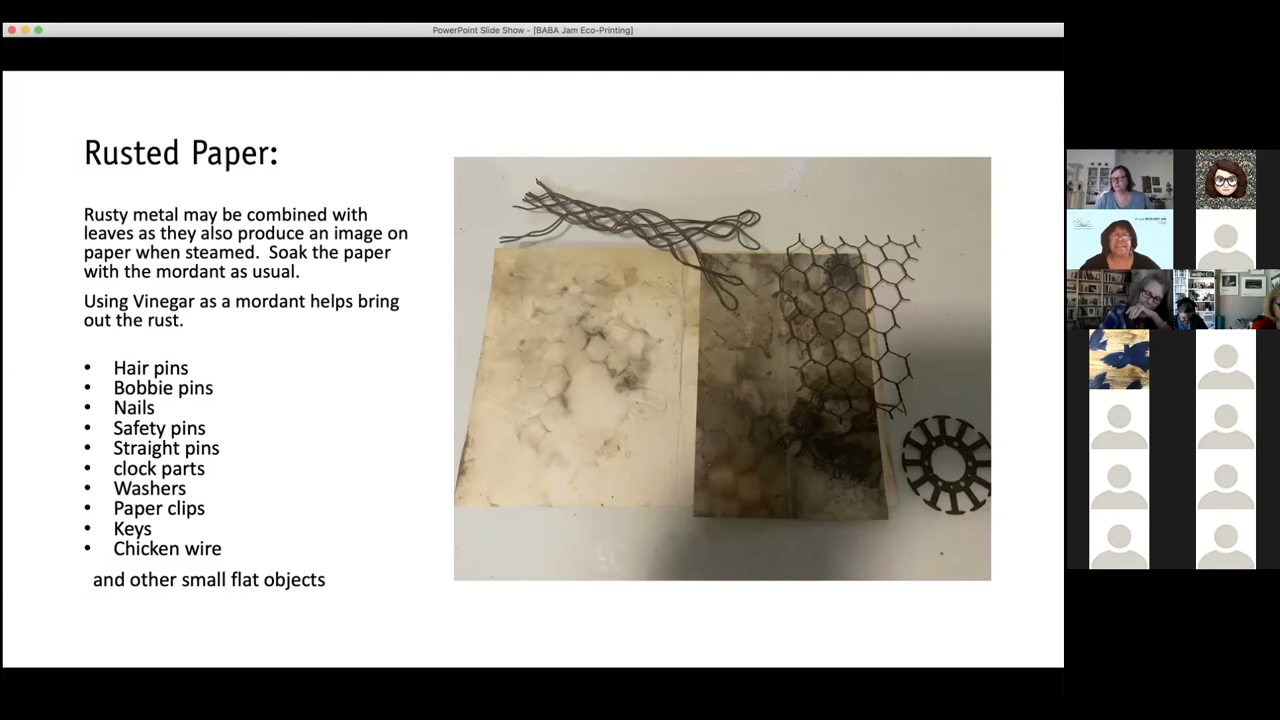 PowerPoint Slide Show - [BABA Jam Eco-Printing]
Rusted Paper:
Rusty metal may be combined with
leaves as they also produce an image on
paper when steamed.  Soak the paper
with the mordant as usual.
Using Vinegar as a mordant helps bring
out the rust.
• Hair pins
• Bobbie pins
• Nails
• Safety pins
• Straight pins
• clock parts
• Washers
• Paper clips
• Keys
• Chicken wire
and other small flat objects